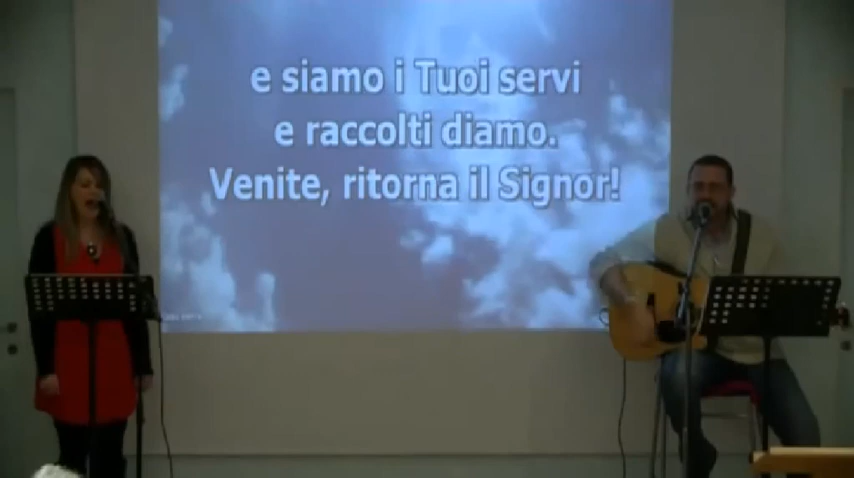 e siamo i Tuoi servi
e raccolti diamo.
Venite, ritorna il Signor!